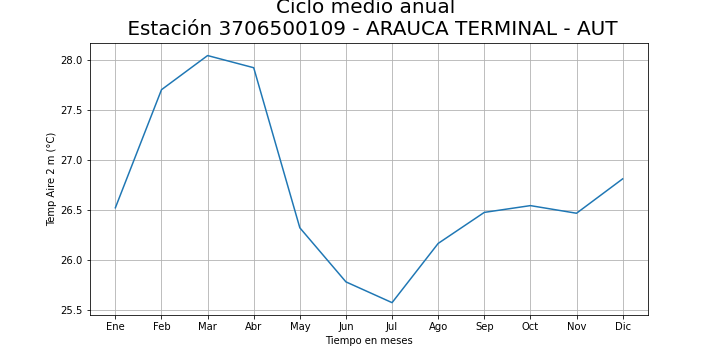 Ciclo medio anual
Estación 3706500109 - ARAUCA TERMINAL - AUT
28.0
27.5
27.0
26.5
26.0
25.5
Temp Aire 2 m (°C)
Ene Feb Mar Abr May Jun Jul Ago Sep Oct Nov Dic
Tiempo en meses